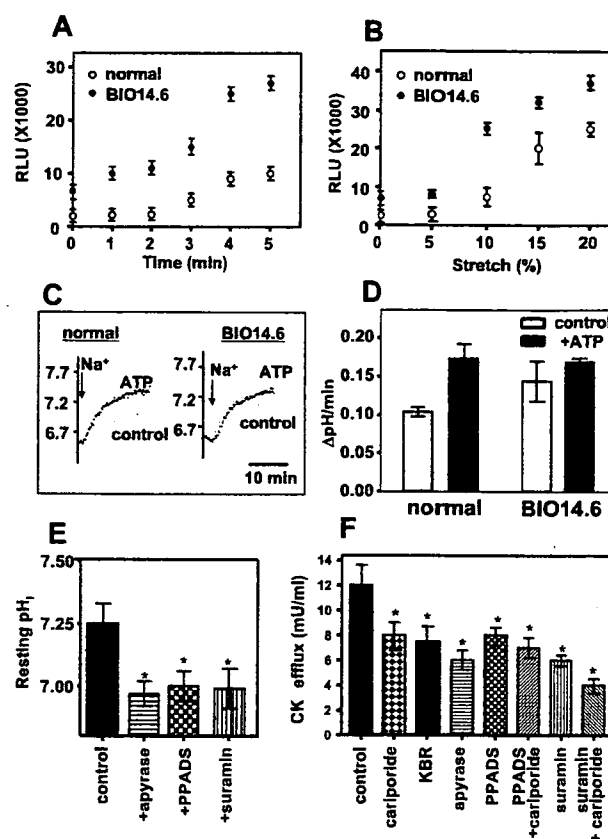 A
normal
BIO14.6
RLU (X1000)
30
20
10
0
0 1 2 3 4 5
Time (min)
B
normal
BIO14.6
RLU (X1000)
40
30
20
10
0
0 5 10 15 20
Stretch (%)
C
normal
BIO14.6
Na+
ATP
7.7
7.2
6.7
control
Na+
ATP
7.7
7.2
6.7
control
10 min
D
control
+ATP
ΔpH/min
0.20
0.15
0.10
0.05
0.00
normal BIO14.6
E
Resting pHi
7.50
7.25
7.00
* * *
control
+apyrase
+PPADS
+suramin
F
CK efflux (mU/ml)
14
12
10
8
6
4
2
0
* * * * * * *
control
cariporide
KBR
apyrase
PPADS
PPADS
+cariporide
suramin
suramin
+ cariporide